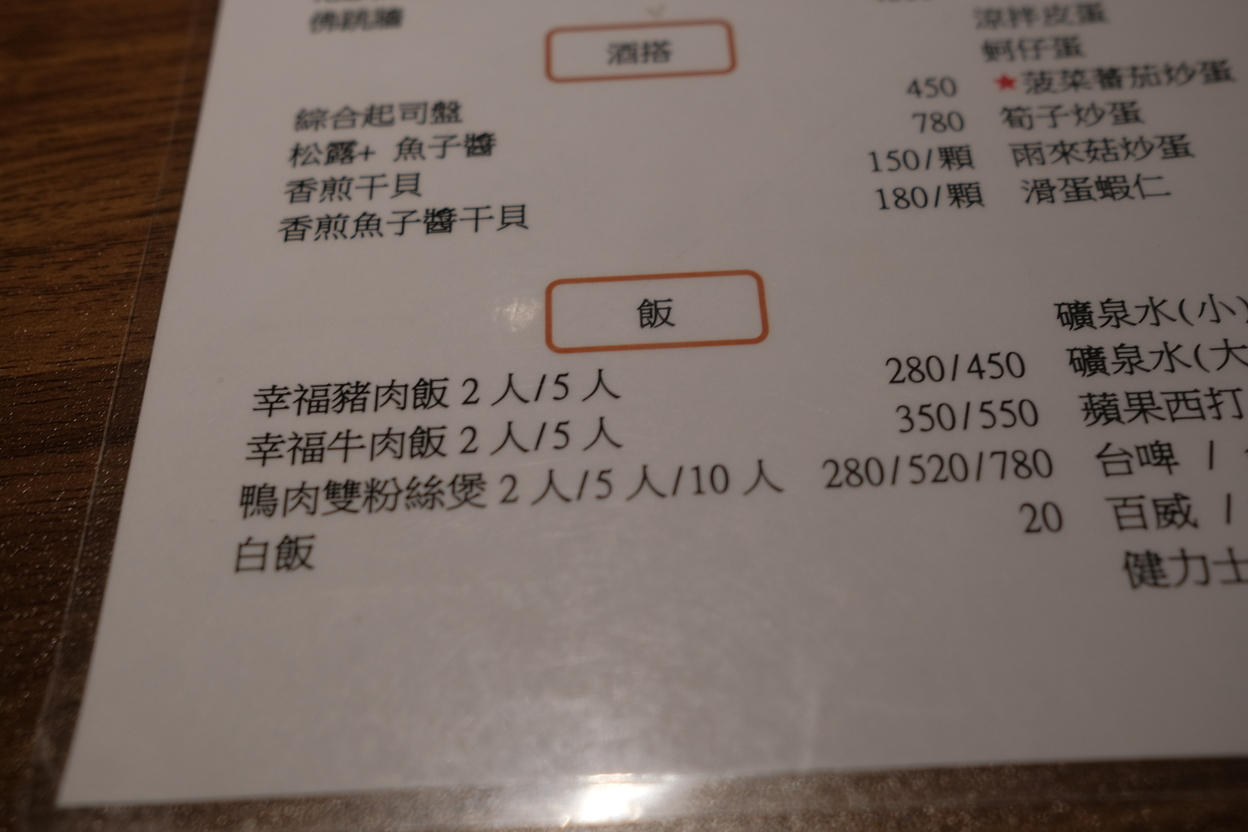 佛跳牆
酒搭
綜合起司盤 450
松露+ 魚子醬 780
香煎干貝 150/顆
香煎魚子醬干貝 180/顆
飯
幸福豬肉飯 2 人/5 人 280/450
幸福牛肉飯 2 人/5 人 350/550
鴨肉雙粉絲煲 2 人/5 人/10 人 280/520/780
白飯 20
涼拌皮蛋
蚵仔蛋
★菠菜蕃茄炒蛋
筍子炒蛋
雨來菇炒蛋
滑蛋蝦仁
礦泉水(小)
礦泉水(大
蘋果西打
台啤 /
百威 /
健力士